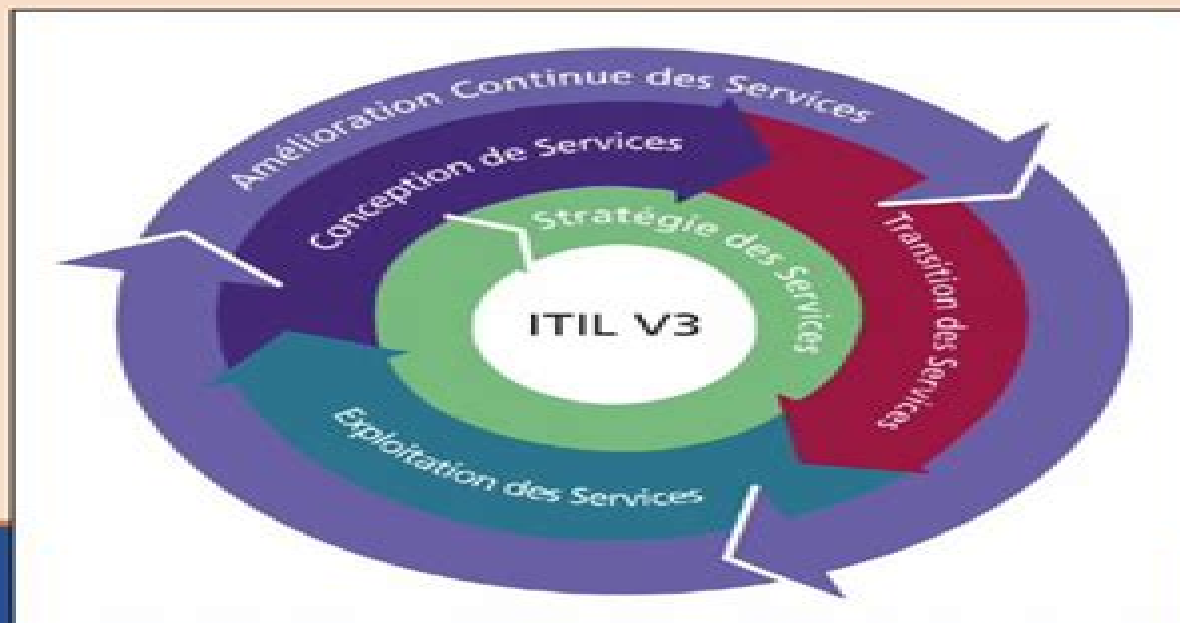 Amélioration Continue des Services
Conception de Services
Stratégie des Services
Transition des Services
ITIL V3
Exploitation des Services